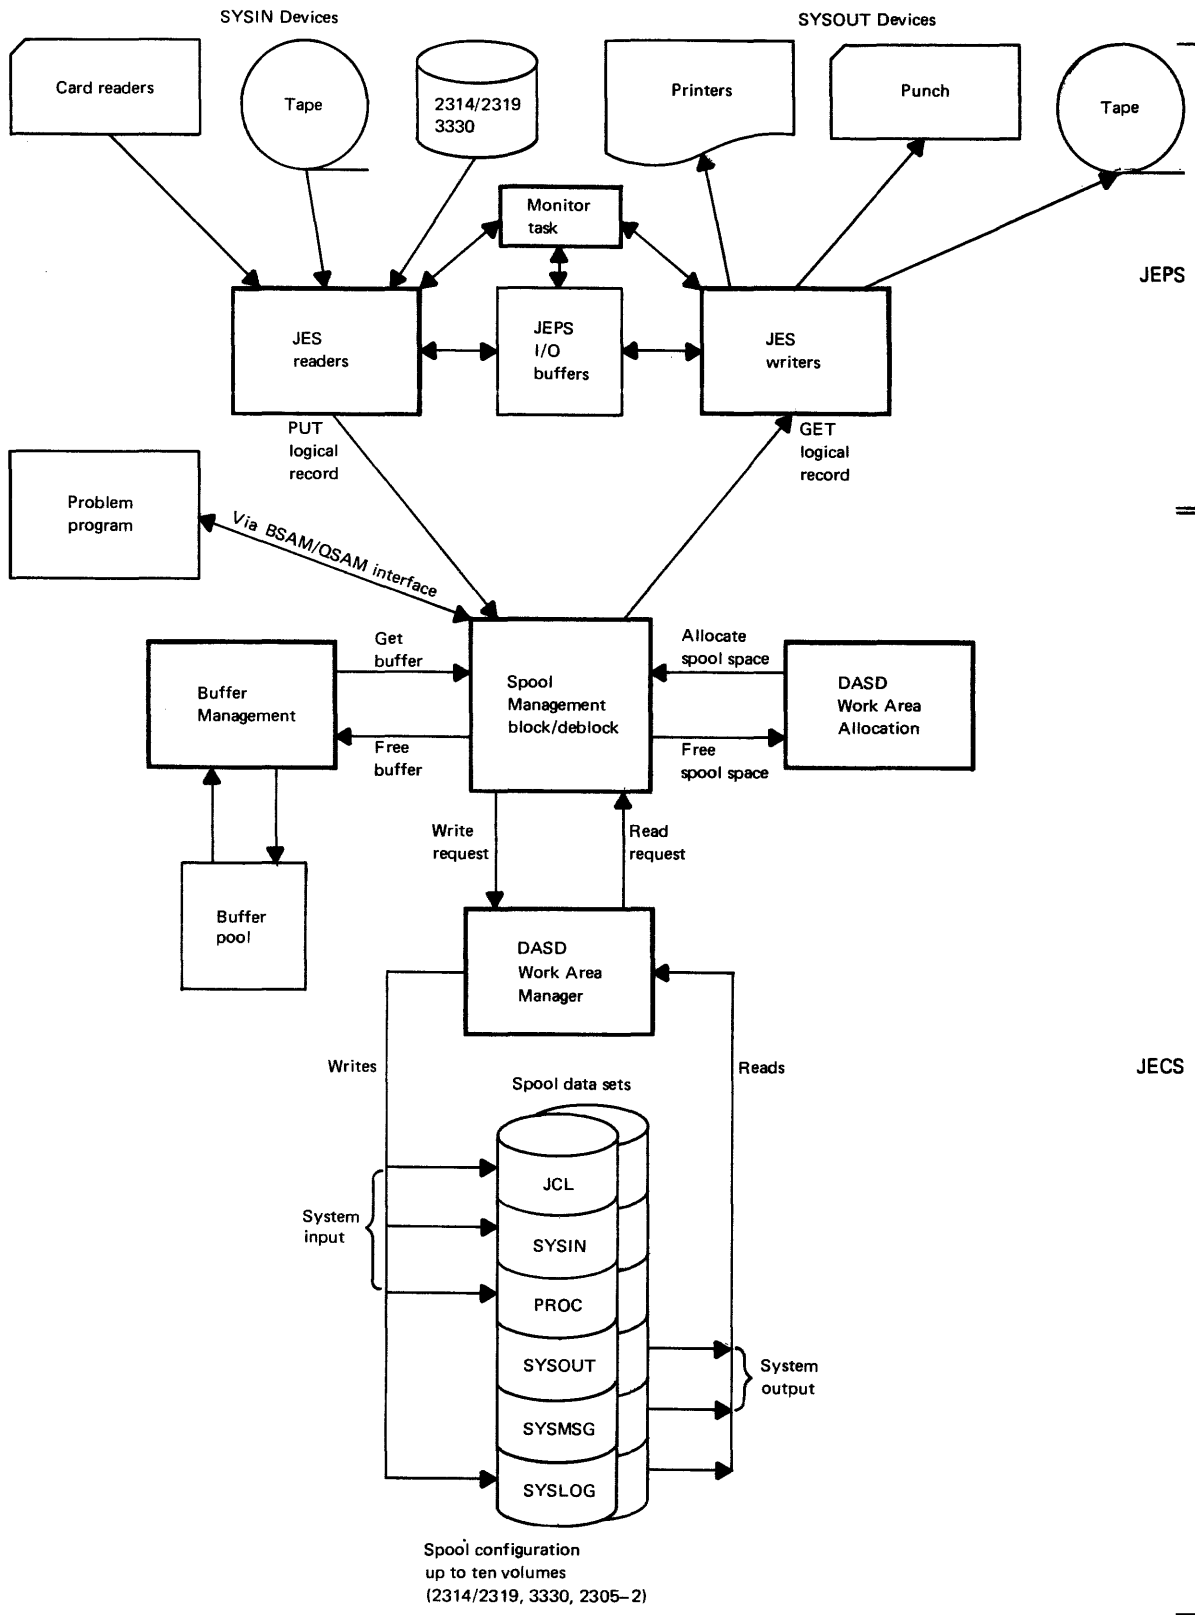 SYSIN Devices
SYSOUT Devices
Card readers
Tape
2314/2319
3330
Printers
Punch
Tape
Monitor
task
JEPS
JES
readers
JEPS
I/O
buffers
JES
writers
PUT
logical
record
GET
logical
record
Problem
program
Via BSAM/QSAM interface
Get
buffer
Allocate
spool space
Buffer
Management
Spool
Management
block/deblock
DASD
Work Area
Allocation
Free
buffer
Free
spool space
Write
request
Read
request
Buffer
pool
DASD
Work Area
Manager
Writes
Reads
JECS
Spool data sets
JCL
System
input
SYSIN
PROC
SYSOUT
System
output
SYSMSG
SYSLOG
Spool configuration
up to ten volumes
(2314/2319, 3330, 2305–2)